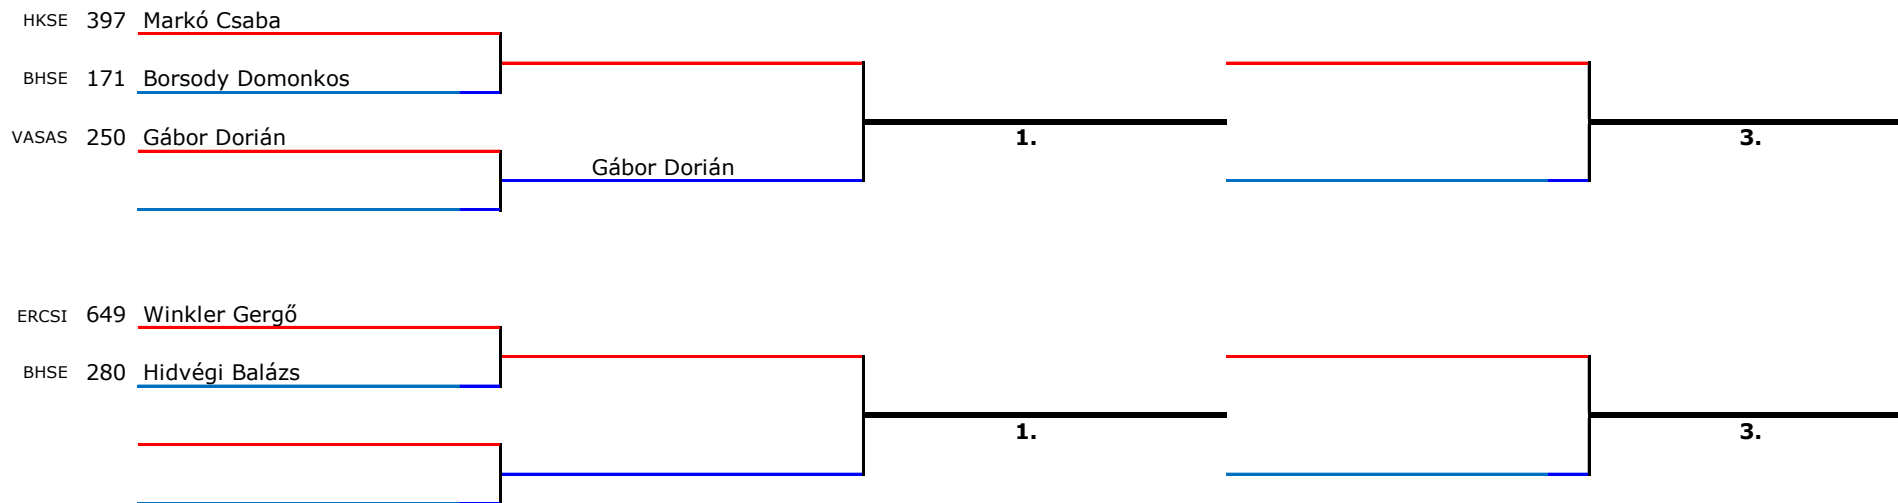 HKSE 397 Markó Csaba
BHSE 171 Borsody Domonkos
VASAS 250 Gábor Dorián
1.
3.
Gábor Dorián
ERCSI 649 Winkler Gergő
BHSE 280 Hidvégi Balázs
1.
3.